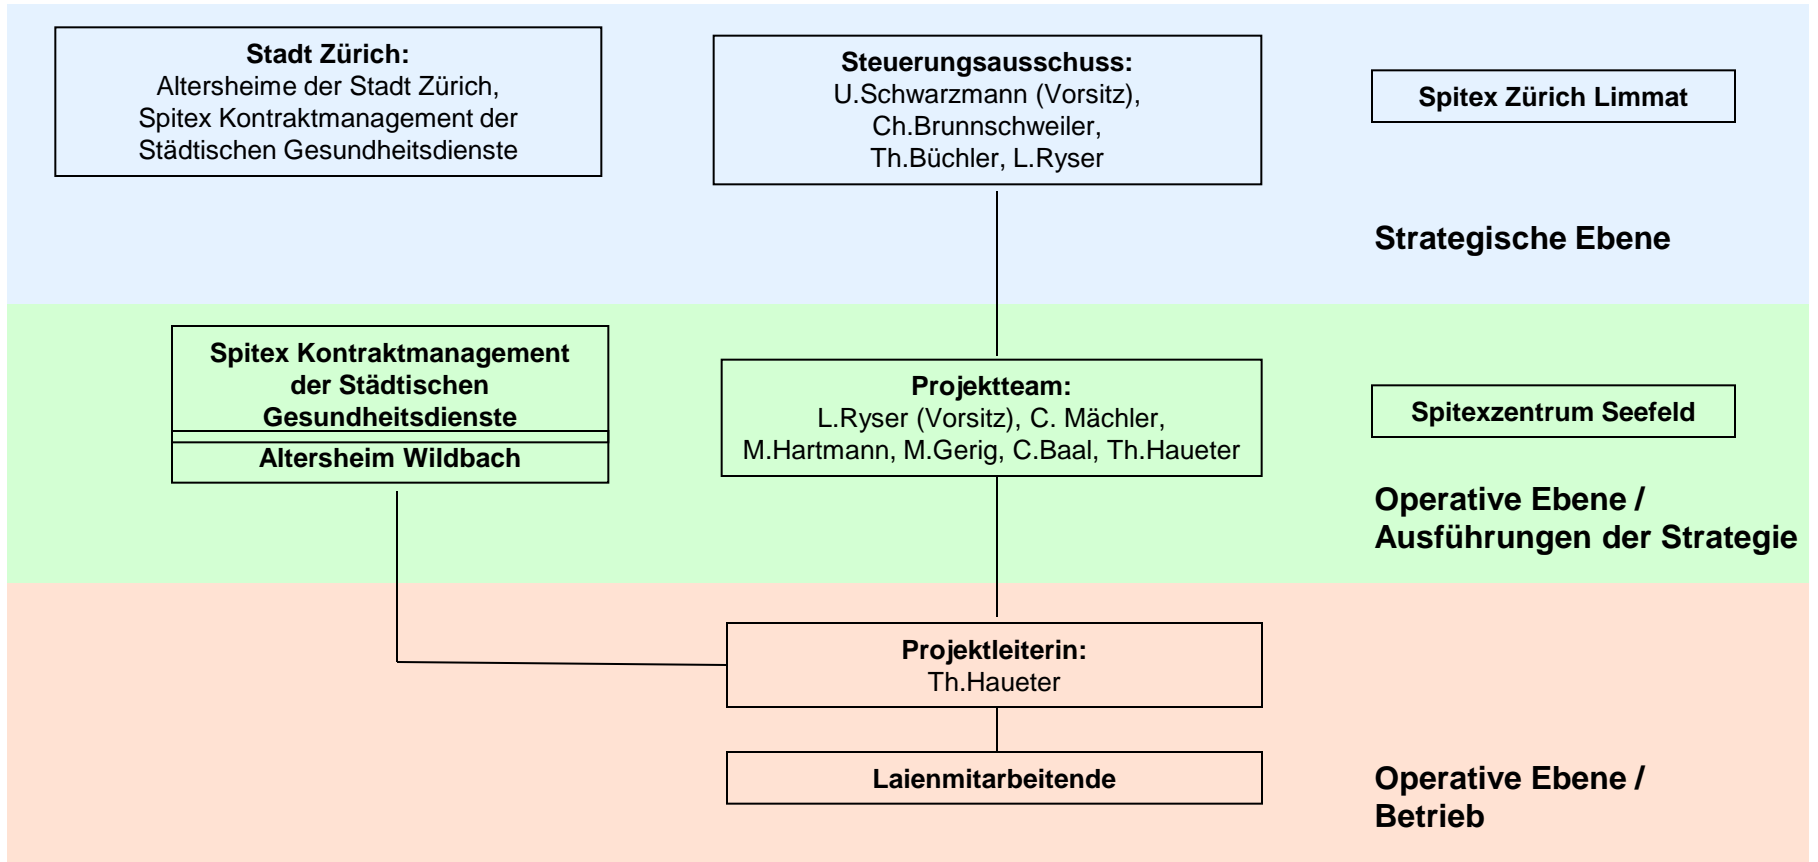 Stadt Zürich:
Altersheime der Stadt Zürich,
Spitex Kontraktmanagement der
Städtischen Gesundheitsdienste
Steuerungsausschuss:
U.Schwarzmann (Vorsitz),
Ch.Brunnschweiler,
Th.Büchler, L.Ryser
Spitex Zürich Limmat
Strategische Ebene
Spitex Kontraktmanagement
der Städtischen
Gesundheitsdienste
Altersheim Wildbach
Projektteam:
L.Ryser (Vorsitz), C. Mächler,
M.Hartmann, M.Gerig, C.Baal, Th.Haueter
Spitexzentrum Seefeld
Operative Ebene /
Ausführungen der Strategie
Projektleiterin:
Th.Haueter
Laienmitarbeitende
Operative Ebene /
Betrieb